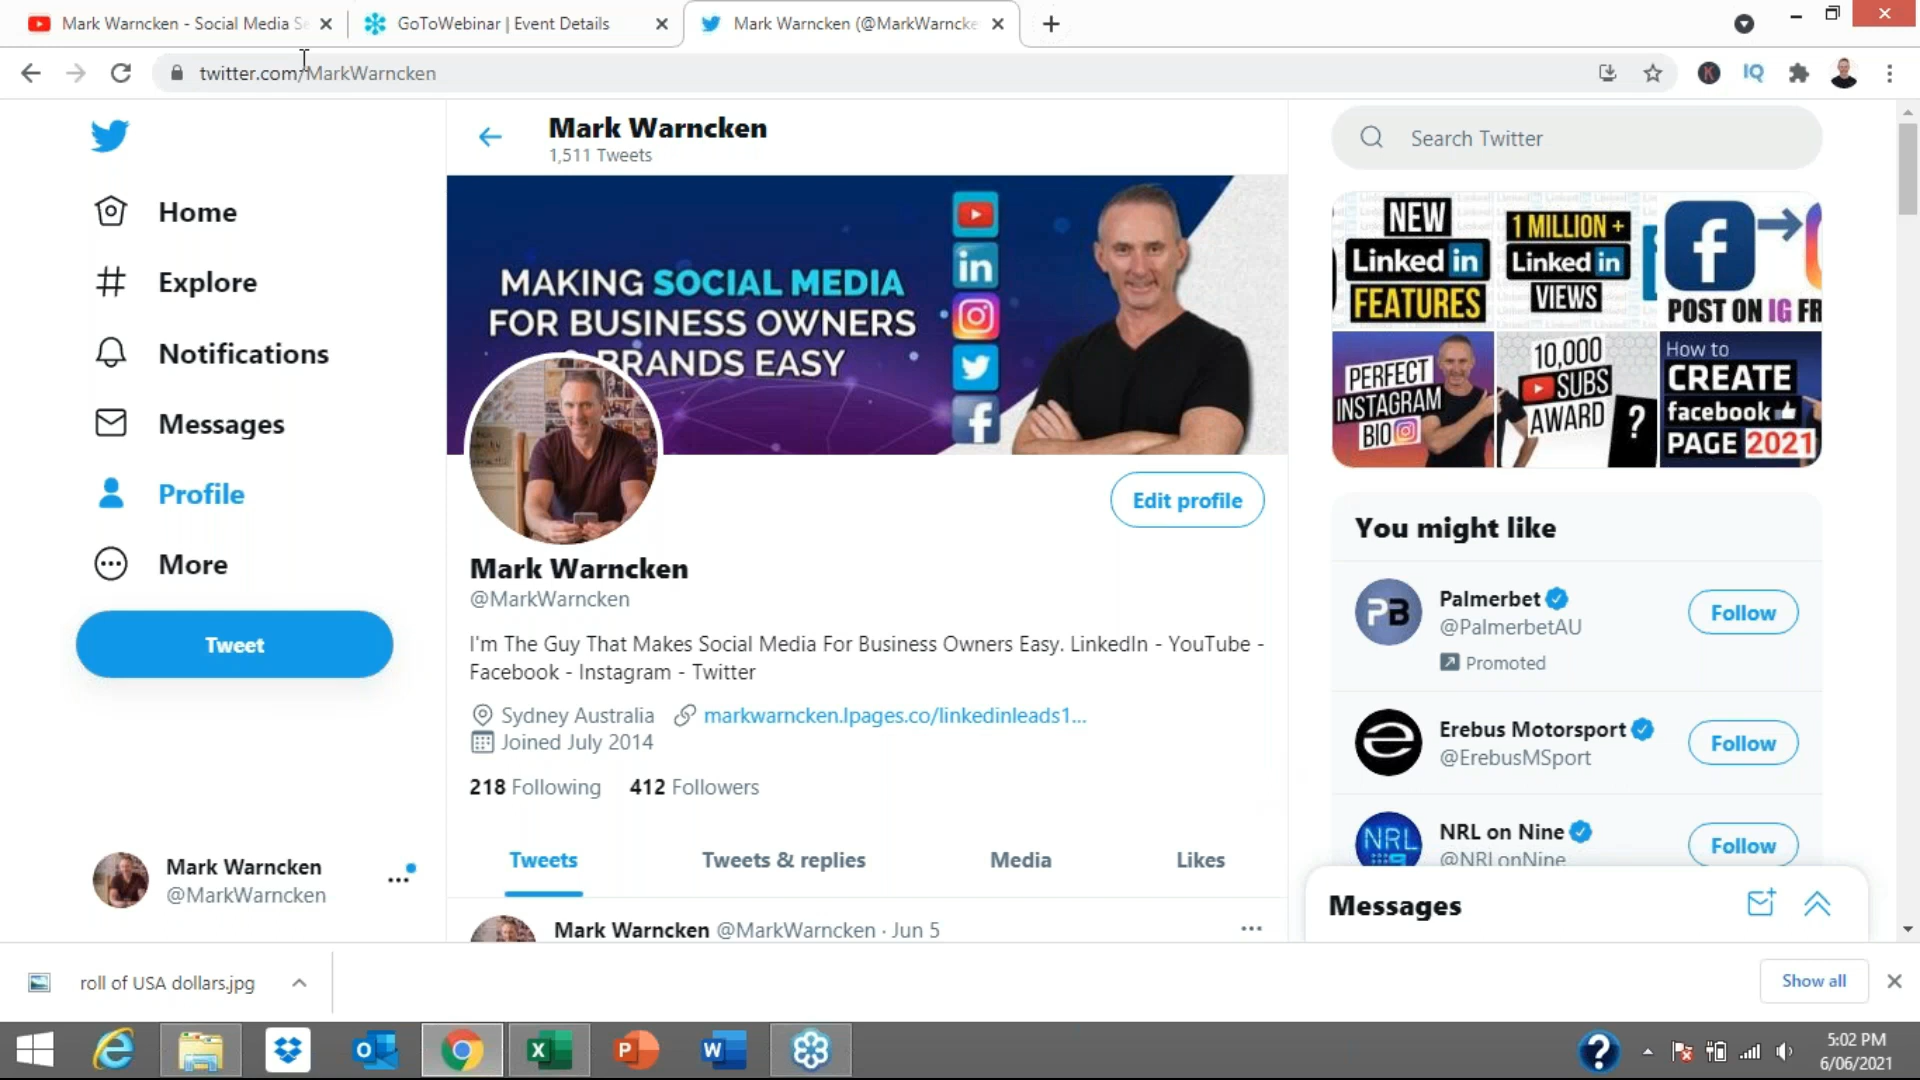 Mark Warncken - Social Media Se
GoToWebinar | Event Details
Mark Warncken (@MarkWarncke
twitter.com/MarkWarncken
K
IQ
Home
Explore
Notifications
Messages
Profile
More
Tweet
Mark Warncken
@MarkWarncken
Mark Warncken
1,511 Tweets
MAKING SOCIAL MEDIA
FOR BUSINESS OWNERS
BRANDS EASY
in
f
Edit profile
Mark Warncken
@MarkWarncken
I'm The Guy That Makes Social Media For Business Owners Easy. LinkedIn - YouTube -
Facebook - Instagram - Twitter
Sydney Australia
markwarncken.lpages.co/linkedinleads1...
Joined July 2014
218 Following 412 Followers
Tweets
Tweets & replies
Media
Likes
Mark Warncken @MarkWarncken · Jun 5
Search Twitter
NEW
Linked in
FEATURES
1 MILLION +
Linked in
VIEWS
f
POST ON IG FR
PERFECT
INSTAGRAM
BIO
10,000
SUBS
AWARD
?
How to
CREATE
facebook
PAGE 2021
You might like
PB
Palmerbet
@PalmerbetAU
Promoted
Follow
Erebus Motorsport
@ErebusMSport
Follow
NRL
NRL on Nine
@NRLonNine
Follow
Messages
roll of USA dollars.jpg
Show all
5:02 PM
6/06/2021